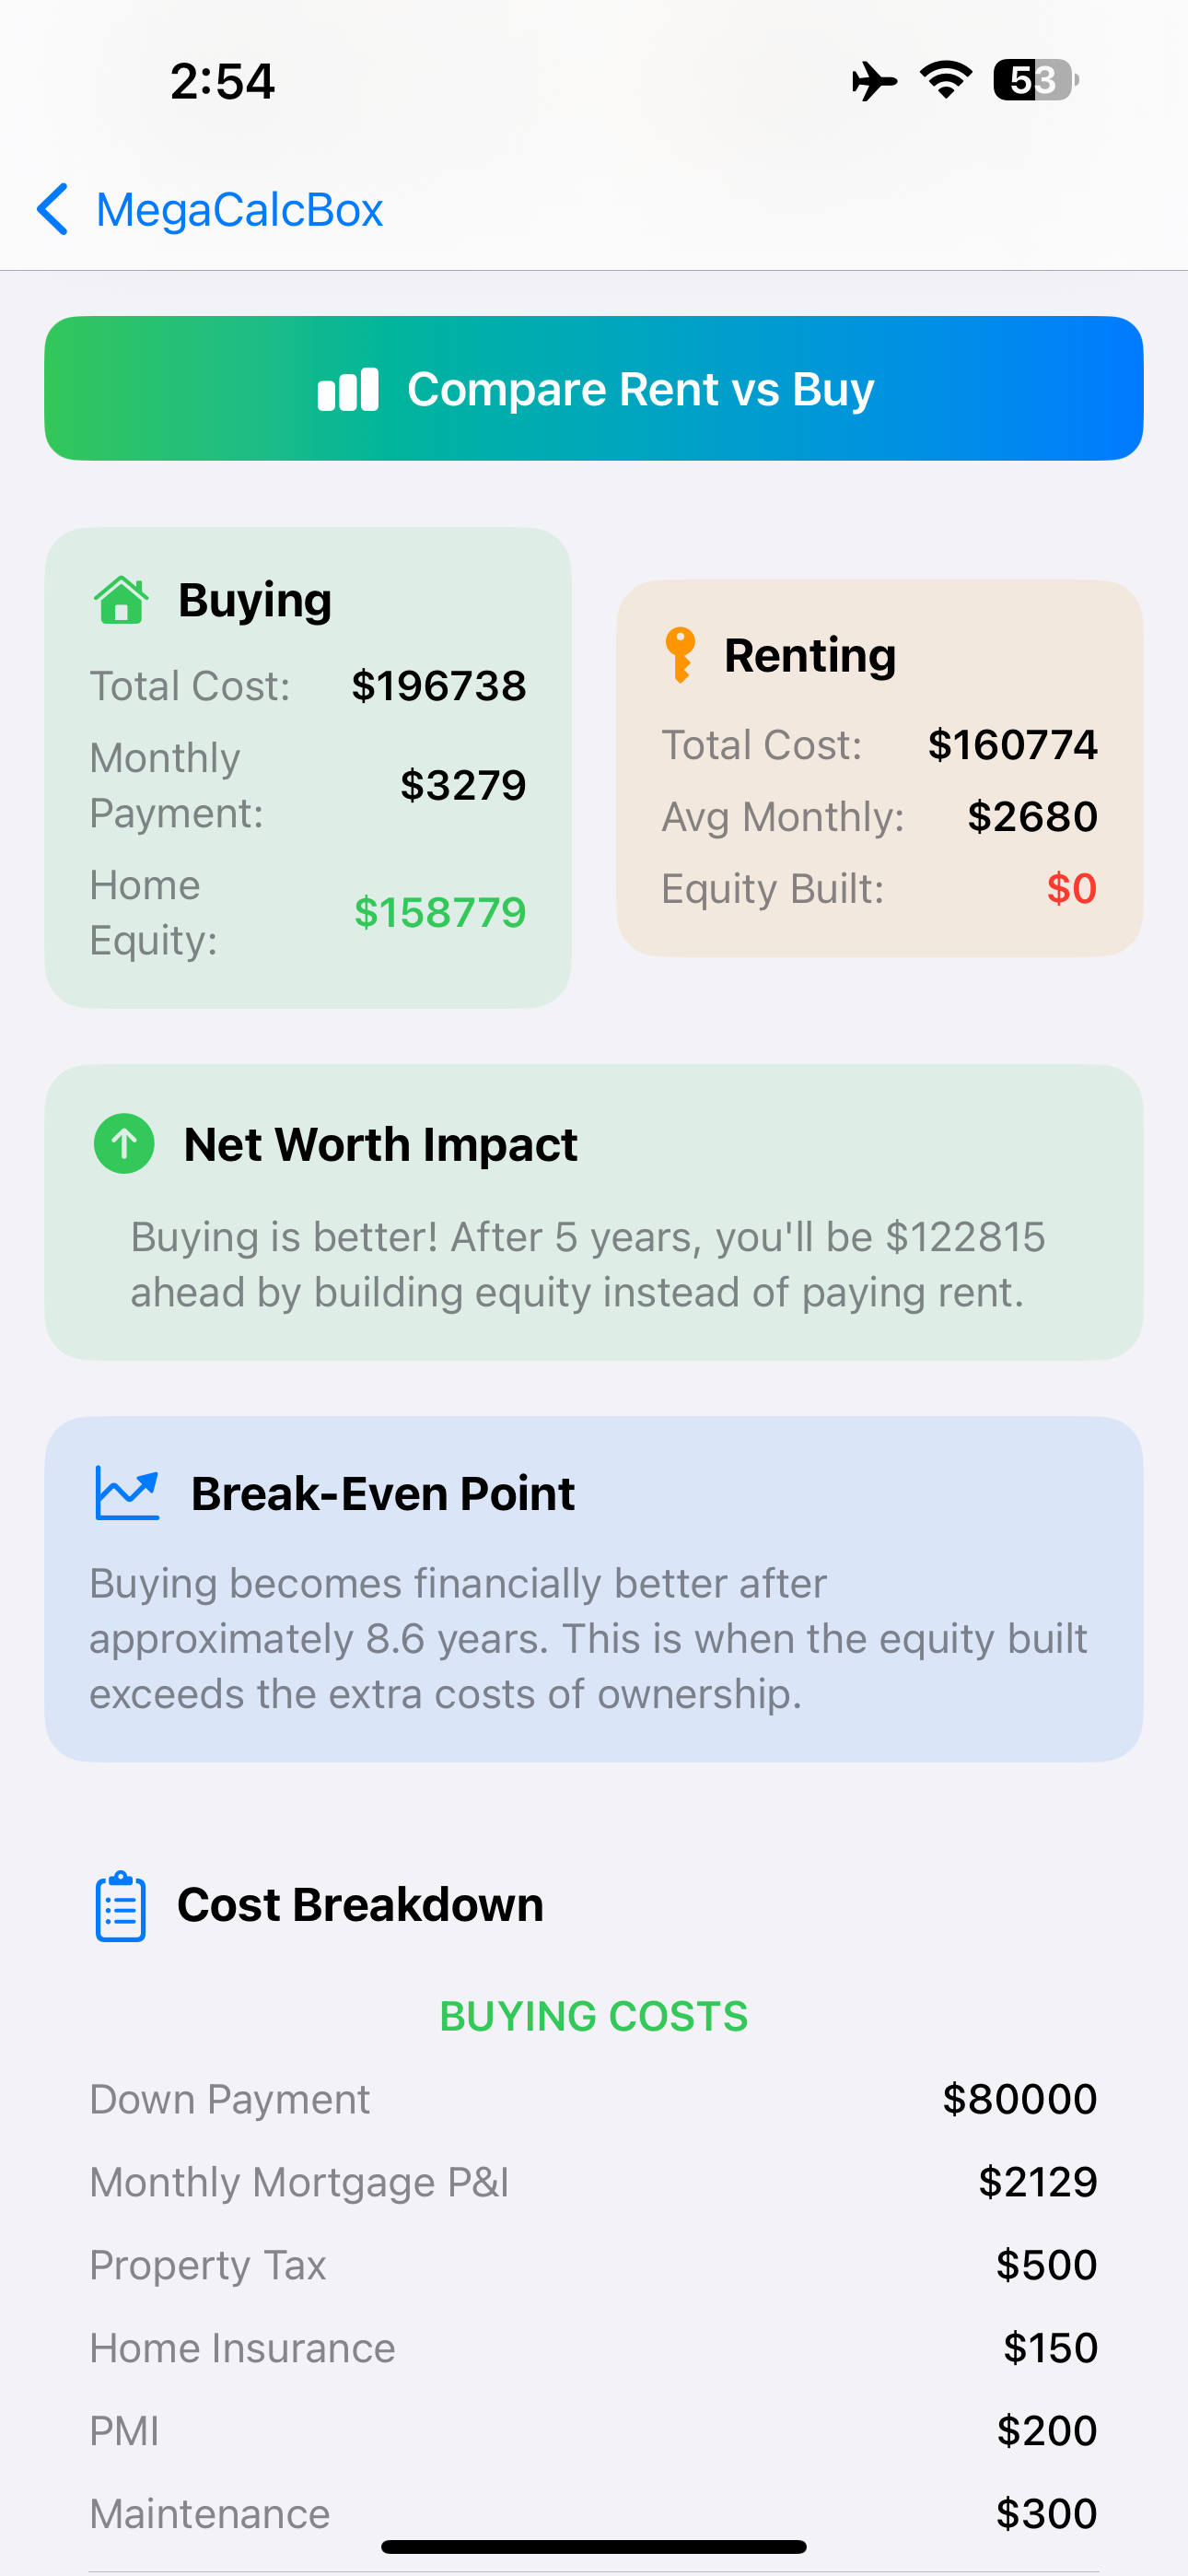 2:54
53
MegaCalcBox
Compare Rent vs Buy
Buying
Total Cost: $196738
Monthly
Payment:
$3279
Home
Equity:
$158779
Renting
Total Cost: $160774
Avg Monthly: $2680
Equity Built: $0
Net Worth Impact
Buying is better! After 5 years, you'll be $122815
ahead by building equity instead of paying rent.
Break-Even Point
Buying becomes financially better after
approximately 8.6 years. This is when the equity built
exceeds the extra costs of ownership.
Cost Breakdown
BUYING COSTS
Down Payment $80000
Monthly Mortgage P&I $2129
Property Tax $500
Home Insurance $150
PMI $200
Maintenance $300